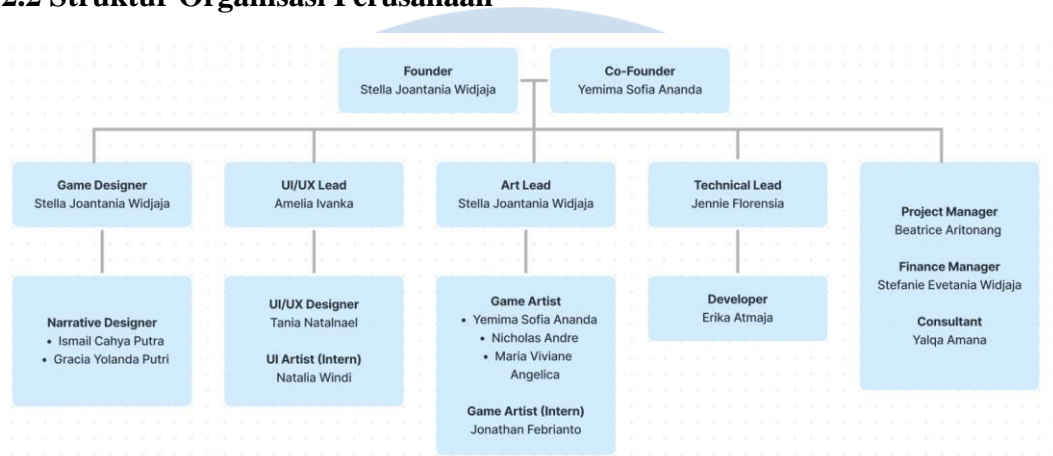 2.2 Struktur Organisasi Perusahaan
Founder
Stella Joantania Widjaja
Co-Founder
Yemima Sofia Ananda
Game Designer
Stella Joantania Widjaja
UI/UX Lead
Amelia Ivanka
Art Lead
Stella Joantania Widjaja
Technical Lead
Jennie Florensia
Project Manager
Beatrice Aritonang
Finance Manager
Stefanie Evetania Widjaja
Consultant
Yalqa Amana
Narrative Designer
• Ismail Cahya Putra
• Gracia Yolanda Putri
UI/UX Designer
Tania Natalnael
UI Artist (Intern)
Natalia Windi
Game Artist
• Yemima Sofia Ananda
• Nicholas Andre
• Maria Viviane
Angelica
Game Artist (Intern)
Jonathan Febrianto
Developer
Erika Atmaja